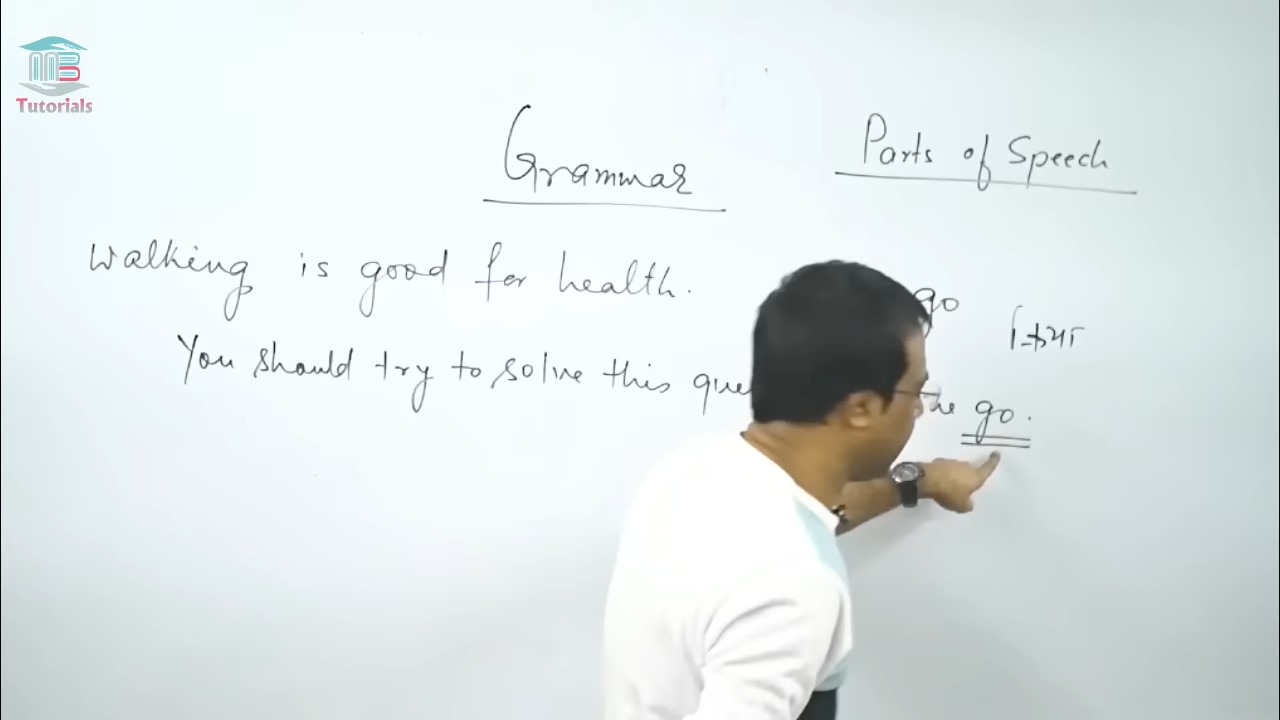 MB
Tutorials
Grammar
Parts of Speech
Walking is good for health.
go
क्रिया
You should try to solve this que
go.